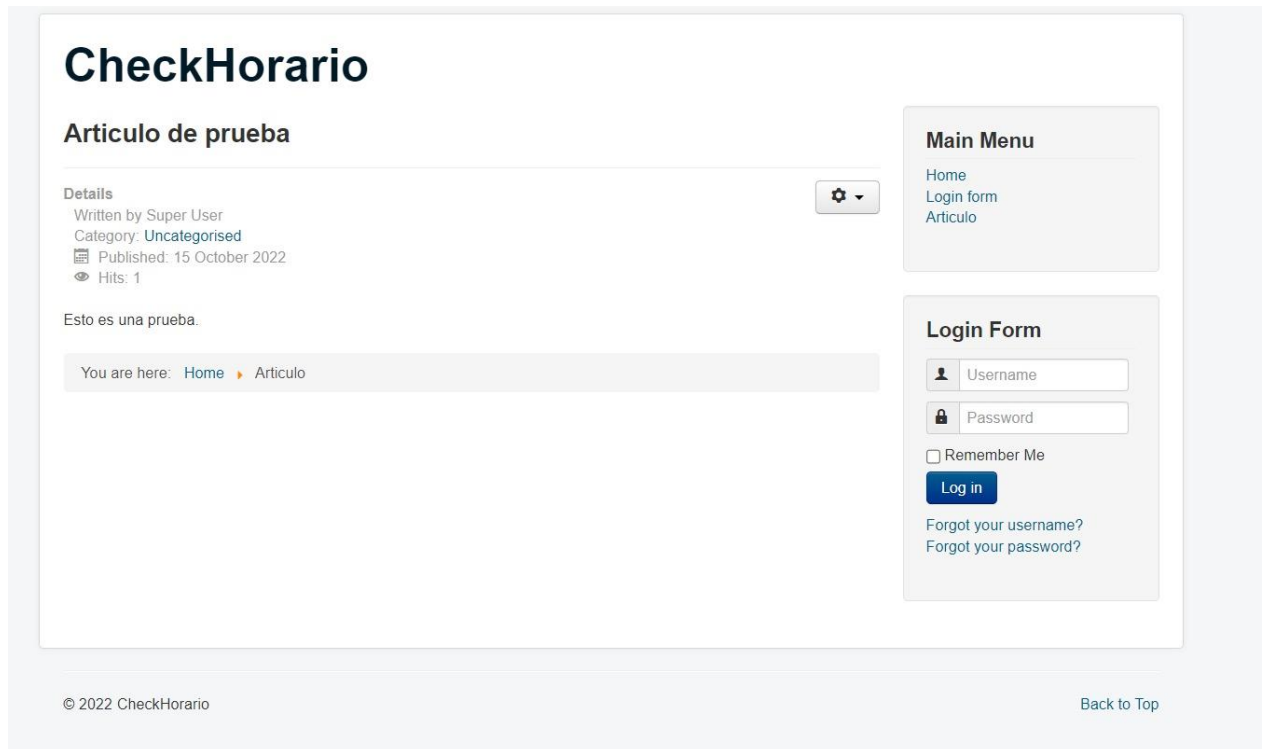 CheckHorario
Articulo de prueba
Details
Written by Super User
Category: Uncategorised
Published: 15 October 2022
Hits: 1
Esto es una prueba.
You are here: Home Articulo
Main Menu
Home
Login form
Articulo
Login Form
Username
Password
Remember Me
Log in
Forgot your username?
Forgot your password?
© 2022 CheckHorario
Back to Top